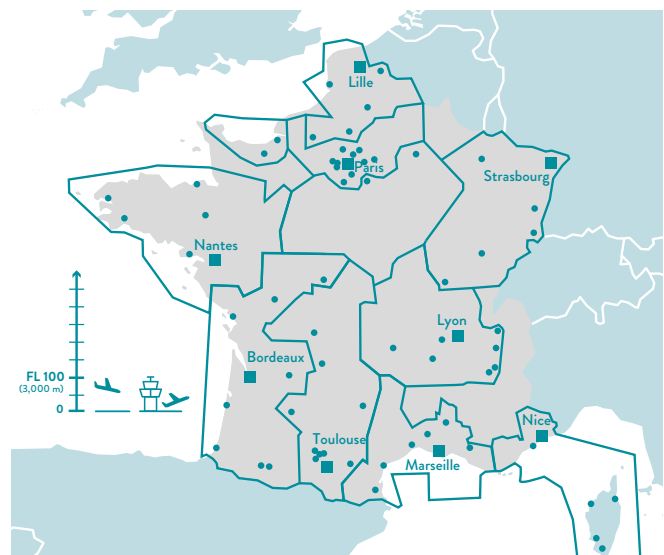 Lille
Paris
Strasbourg
Nantes
Lyon
FL 100
(3,000 m)
0
Bordeaux
Toulouse
Nice
Marseille